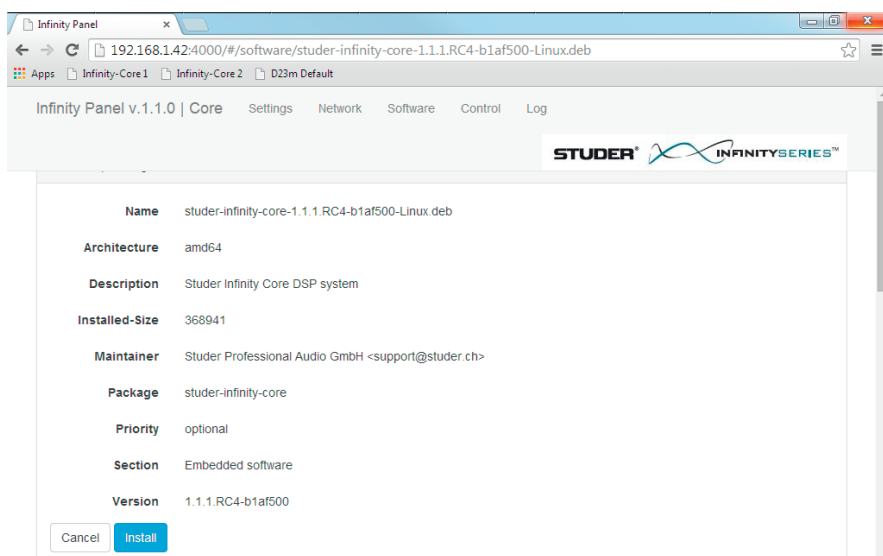 Infinity Panel
192.168.1.42:4000/#/software/studer-infinity-core-1.1.1.RC4-b1af500-Linux.deb
Apps Infinity-Core 1 Infinity-Core 2 D23m Default
Infinity Panel v.1.1.0 | Core Settings Network Software Control Log
STUDER® INFINITYSERIES™
Name studer-infinity-core-1.1.1.RC4-b1af500-Linux.deb
Architecture amd64
Description Studer Infinity Core DSP system
Installed-Size 368941
Maintainer Studer Professional Audio GmbH <support@studer.ch>
Package studer-infinity-core
Priority optional
Section Embedded software
Version 1.1.1.RC4-b1af500
Cancel Install